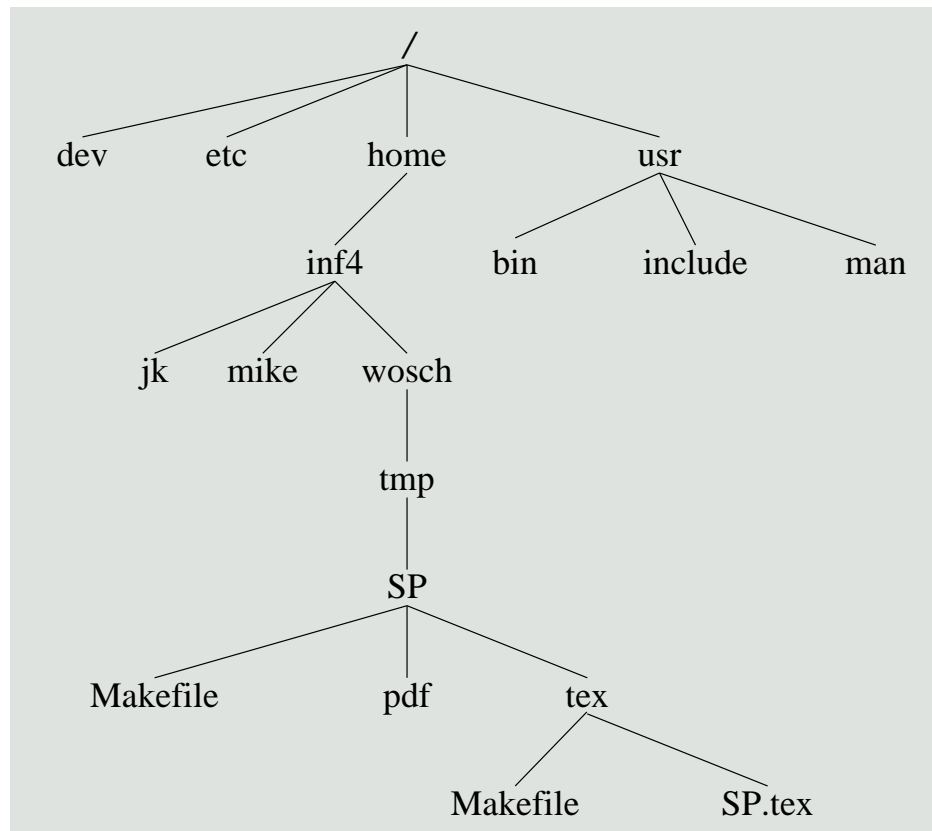 /
dev etc home usr
inf4 bin include man
jk mike wosch
tmp
SP
Makefile pdf tex
Makefile SP.tex